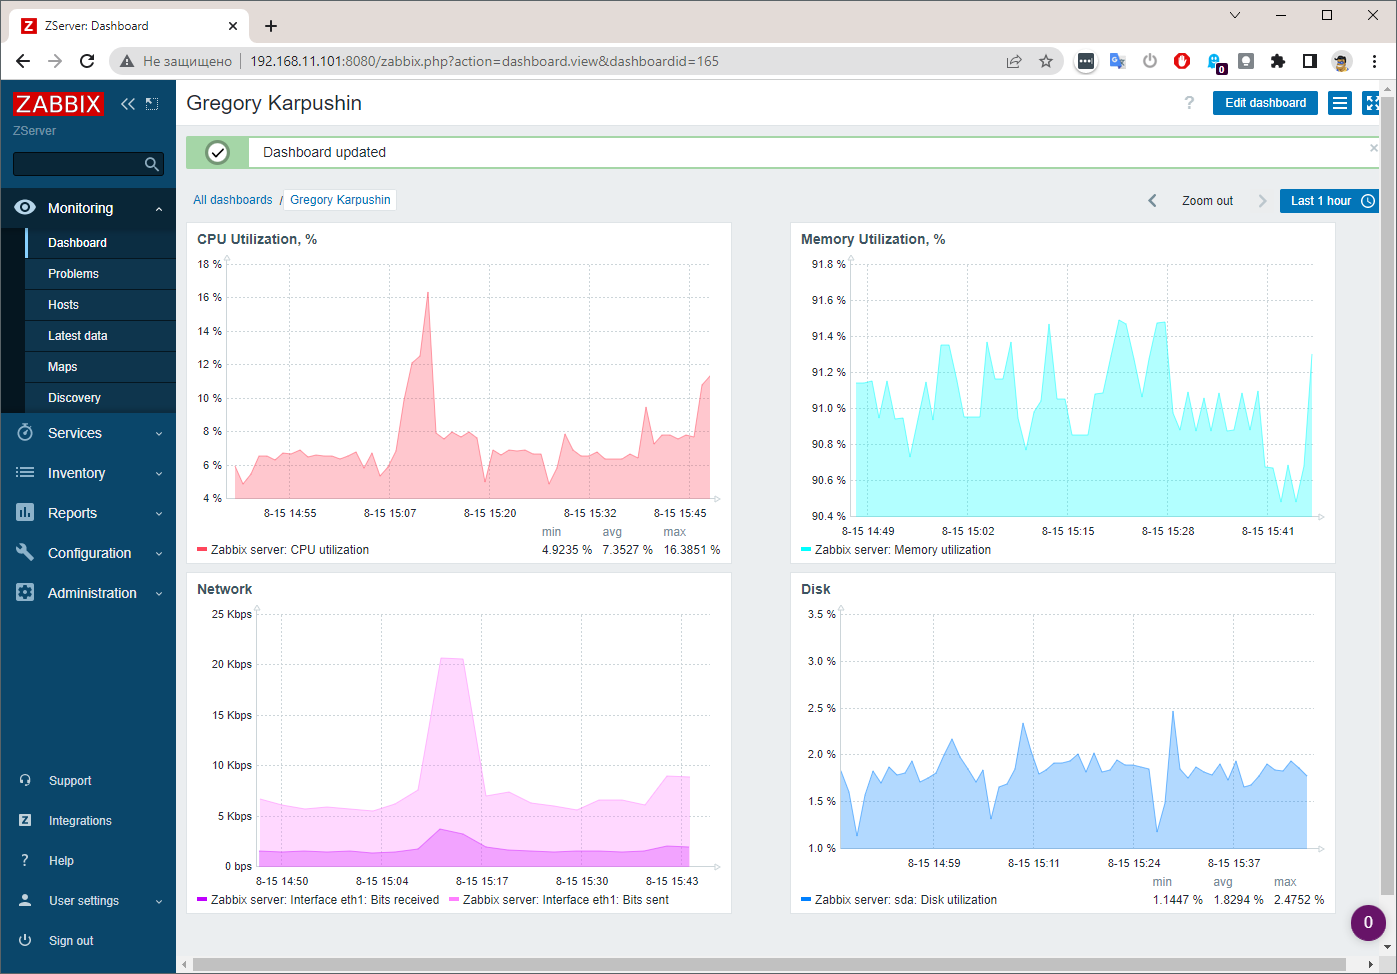 ZServer: Dashboard
Не защищено
192.168.11.101:8080/zabbix.php?action=dashboard.view&dashboardid=165
0
ZABBIX
ZServer
Monitoring
Dashboard
Problems
Hosts
Latest data
Maps
Discovery
Services
Inventory
Reports
Configuration
Administration
Support
Integrations
Help
User settings
Sign out
Gregory Karpushin
? Edit dashboard
Dashboard updated
All dashboards / Gregory Karpushin
Zoom out
Last 1 hour
CPU Utilization, %
18 %
16 %
14 %
12 %
10 %
8 %
6 %
4 %
8-15 14:55 8-15 15:07 8-15 15:20 8-15 15:32 8-15 15:45
min avg max
Zabbix server: CPU utilization 4.9235 % 7.3527 % 16.3851 %
Memory Utilization, %
91.8 %
91.6 %
91.4 %
91.2 %
91.0 %
90.8 %
90.6 %
90.4 %
8-15 14:49 8-15 15:02 8-15 15:15 8-15 15:28 8-15 15:41
Zabbix server: Memory utilization
Network
25 Kbps
20 Kbps
15 Kbps
10 Kbps
5 Kbps
0 bps
8-15 14:50 8-15 15:04 8-15 15:17 8-15 15:30 8-15 15:43
Zabbix server: Interface eth1: Bits received Zabbix server: Interface eth1: Bits sent
Disk
3.5 %
3.0 %
2.5 %
2.0 %
1.5 %
1.0 %
8-15 14:59 8-15 15:11 8-15 15:24 8-15 15:37
min avg max
Zabbix server: sda: Disk utilization 1.1447 % 1.8294 % 2.4752 %
0